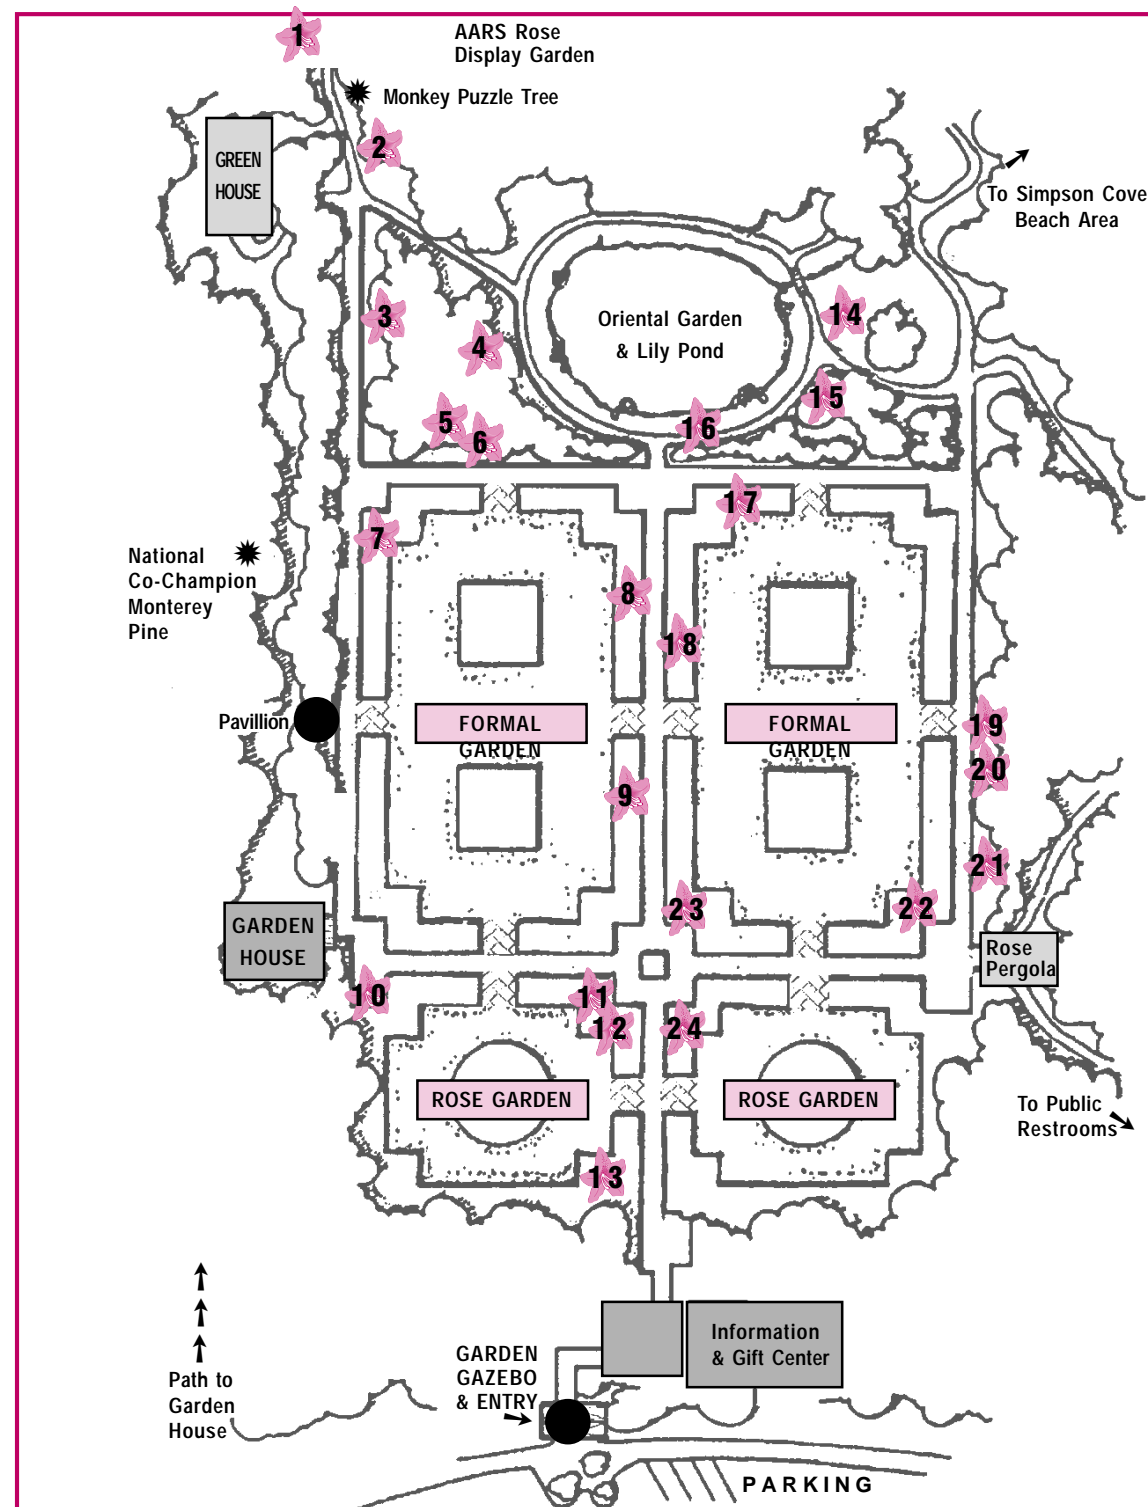 1
AARS Rose
Display Garden
Monkey Puzzle Tree
2
GREEN
HOUSE
To Simpson Cove
Beach Area
3
4
Oriental Garden
& Lily Pond
14
15
5
6
16
17
7
National
Co-Champion
Monterey
Pine
8
18
Pavillion
FORMAL
GARDEN
FORMAL
GARDEN
19
20
9
21
23
22
GARDEN
HOUSE
Rose
Pergola
10
11
12
24
ROSE GARDEN
ROSE GARDEN
To Public
Restrooms
13
Information
& Gift Center
GARDEN
GAZEBO
& ENTRY
Path to
Garden
House
PARKING